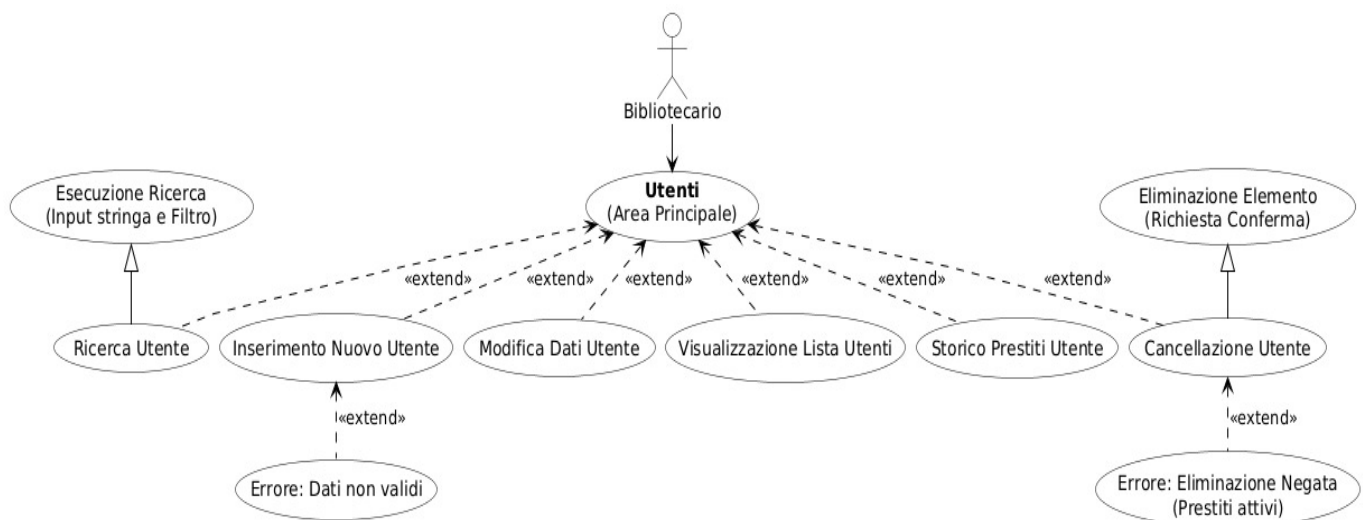 Bibliotecario
Esecuzione Ricerca
(Input stringa e Filtro)
Utenti
(Area Principale)
Eliminazione Elemento
(Richiesta Conferma)
«extend»
«extend»
«extend»
«extend»
«extend»
«extend»
Ricerca Utente
Inserimento Nuovo Utente
Modifica Dati Utente
Visualizzazione Lista Utenti
Storico Prestiti Utente
Cancellazione Utente
«extend»
«extend»
Errore: Dati non validi
Errore: Eliminazione Negata
(Prestiti attivi)